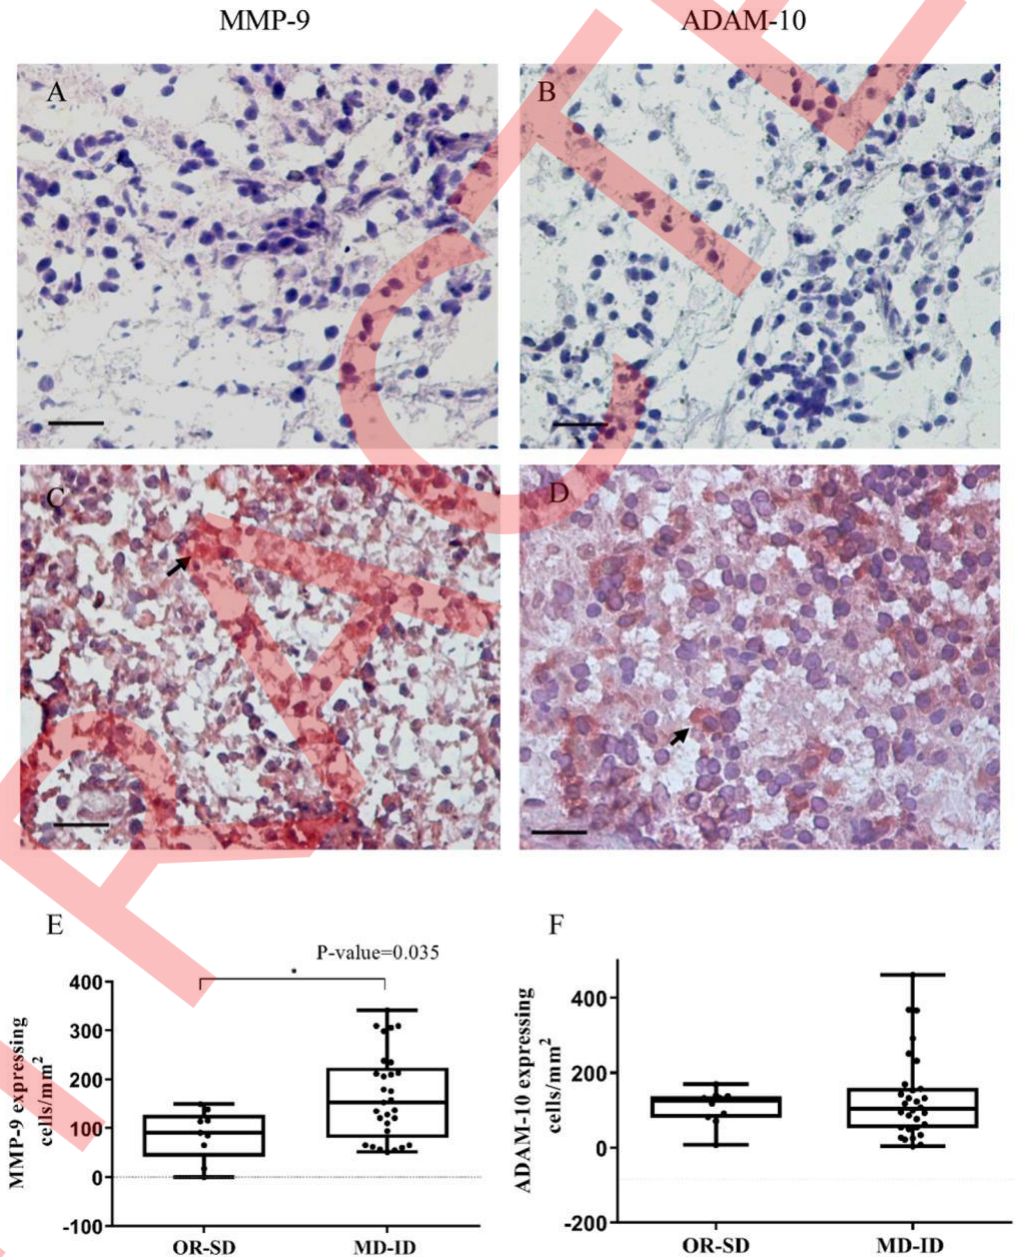 MMP-9
ADAM-10
A
B
C
D
E
F
P-value=0.035
*
400
300
200
100
0
-100
MMP-9 expressing
cells/mm²
OR-SD
MD-ID
400
200
0
-200
ADAM-10 expressing
cells/mm²
OR-SD
MD-ID